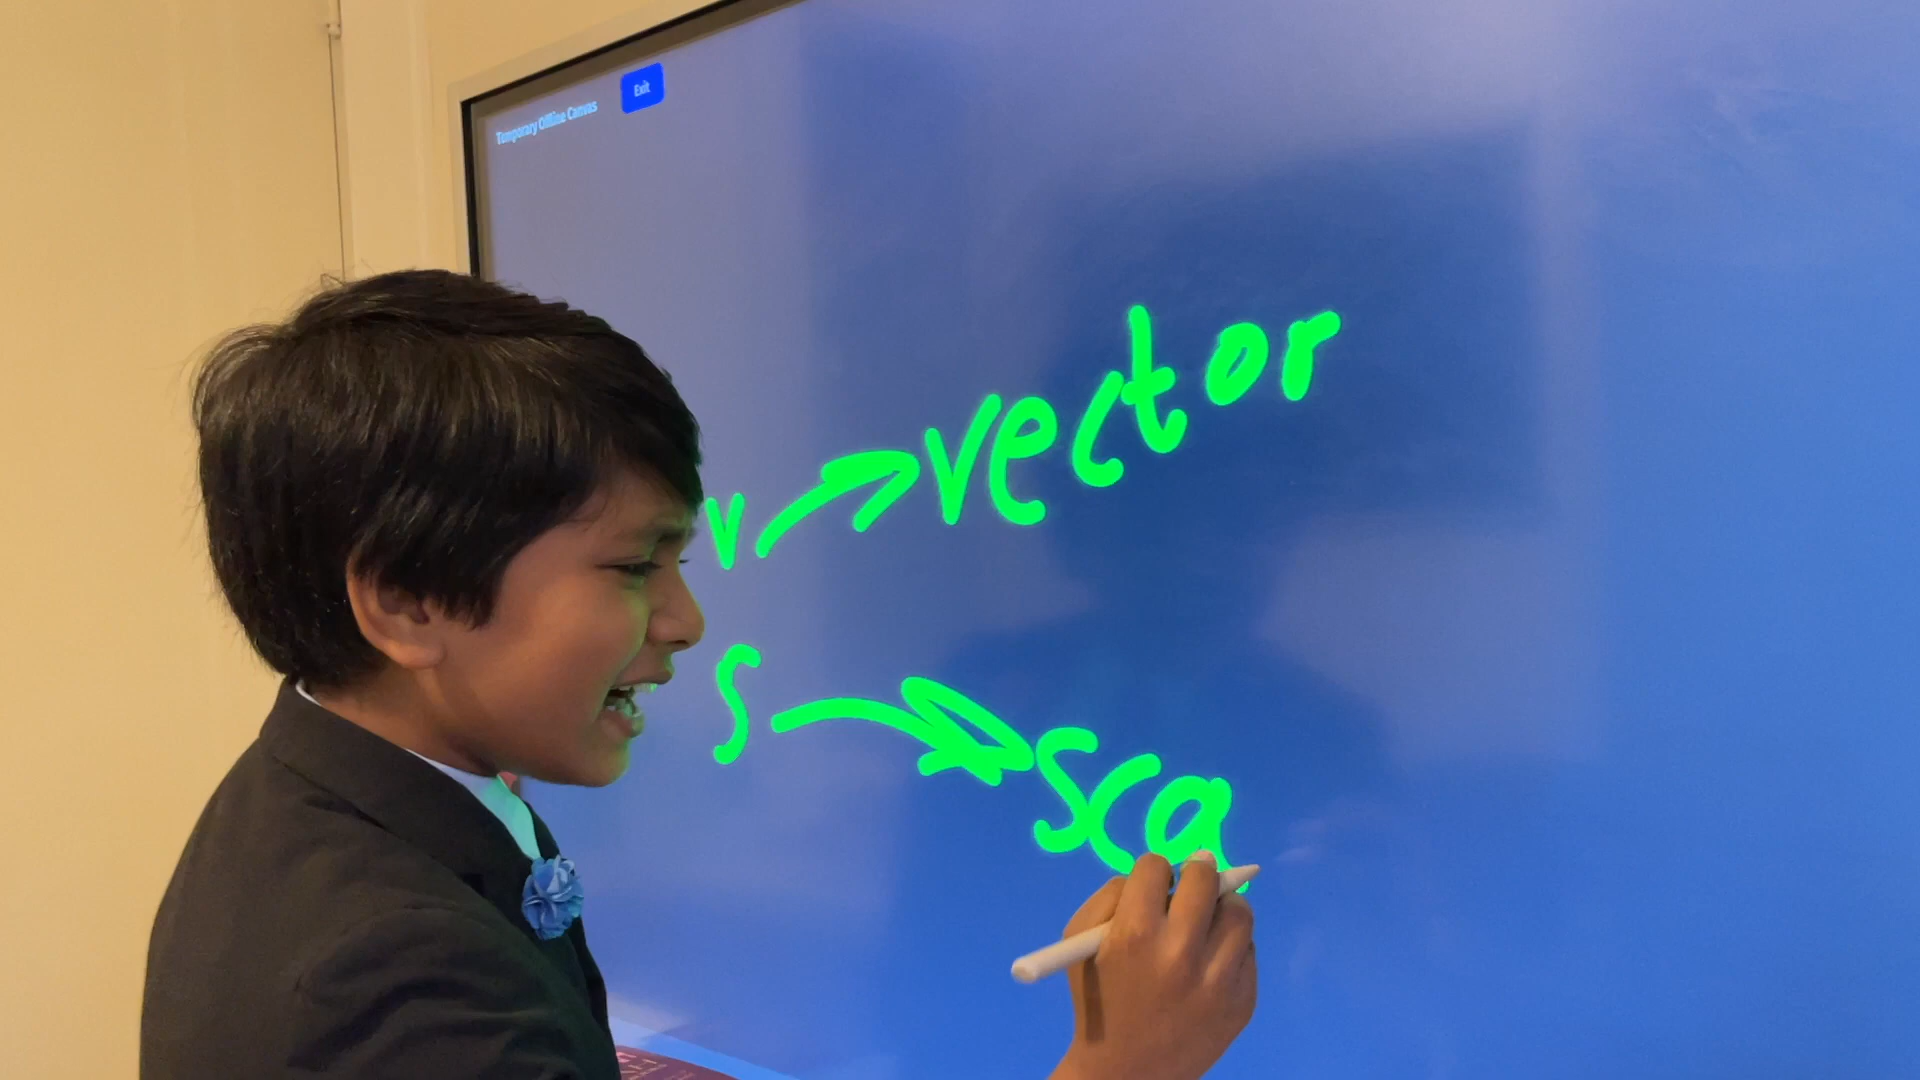 Temporary Offline Canvas
Exit
v → vector
s → sca